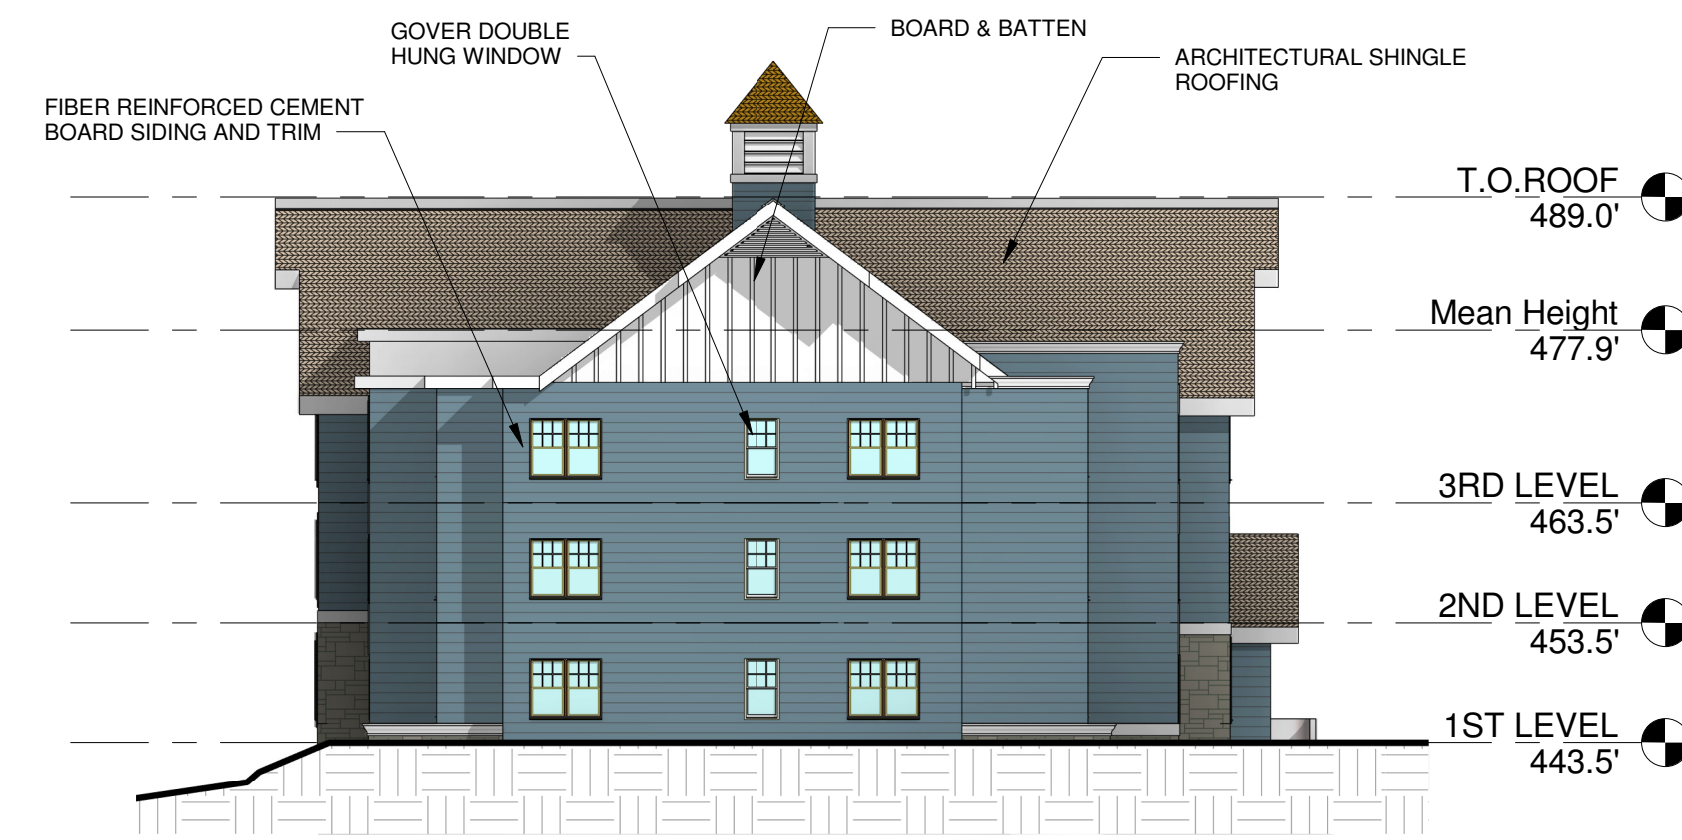 GOVER DOUBLE
HUNG WINDOW
BOARD & BATTEN
ARCHITECTURAL SHINGLE
ROOFING
FIBER REINFORCED CEMENT
BOARD SIDING AND TRIM
T.O.ROOF
489.0'
Mean Height
477.9'
3RD LEVEL
463.5'
2ND LEVEL
453.5'
1ST LEVEL
443.5'